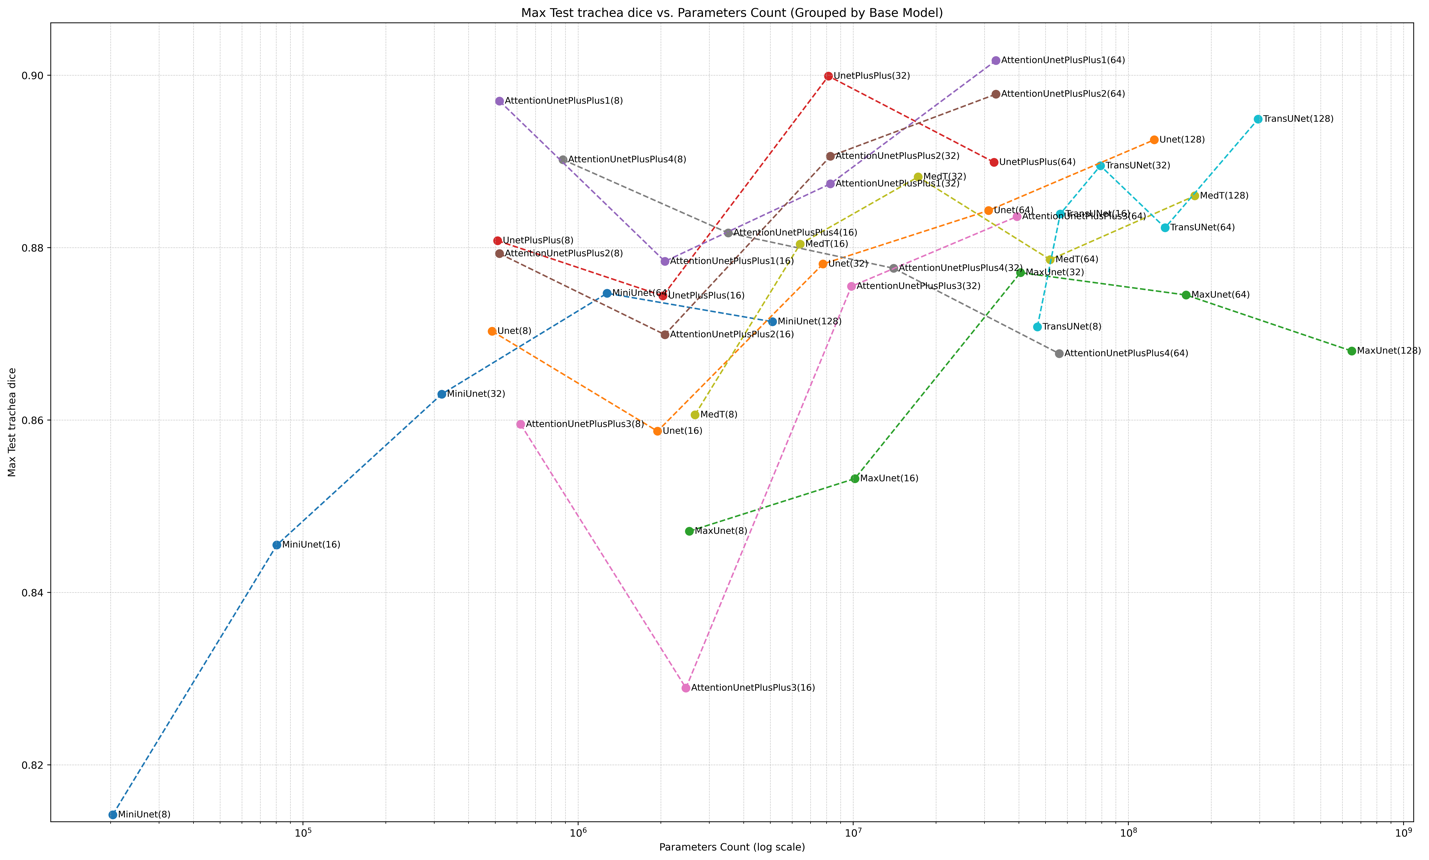 Max Test trachea dice vs. Parameters Count (Grouped by Base Model)
Max Test trachea dice
0.90
0.88
0.86
0.84
0.82
AttentionUnetPlusPlus1(64)
UnetPlusPlus(32)
AttentionUnetPlusPlus2(64)
AttentionUnetPlusPlus1(8)
TransUNet(128)
Unet(128)
AttentionUnetPlusPlus2(32)
AttentionUnetPlusPlus4(8)
UnetPlusPlus(64)
TransUNet(32)
MedT(32)
AttentionUnetPlusPlus1(32)
MedT(128)
Unet(64)
TransUNet(16)
AttentionUnetPlusPlus3(64)
TransUNet(64)
AttentionUnetPlusPlus4(16)
UnetPlusPlus(8)
MedT(16)
AttentionUnetPlusPlus2(8)
AttentionUnetPlusPlus1(16)
MedT(64)
Unet(32)
AttentionUnetPlusPlus4(32)
MaxUnet(32)
AttentionUnetPlusPlus3(32)
MiniUnet(64)
UnetPlusPlus(16)
MaxUnet(64)
MiniUnet(128)
TransUNet(8)
Unet(8)
AttentionUnetPlusPlus2(16)
MaxUnet(128)
AttentionUnetPlusPlus4(64)
MiniUnet(32)
MedT(8)
AttentionUnetPlusPlus3(8)
Unet(16)
MaxUnet(16)
MaxUnet(8)
MiniUnet(16)
AttentionUnetPlusPlus3(16)
MiniUnet(8)
10⁵ 10⁶ 10⁷ 10⁸ 10⁹
Parameters Count (log scale)